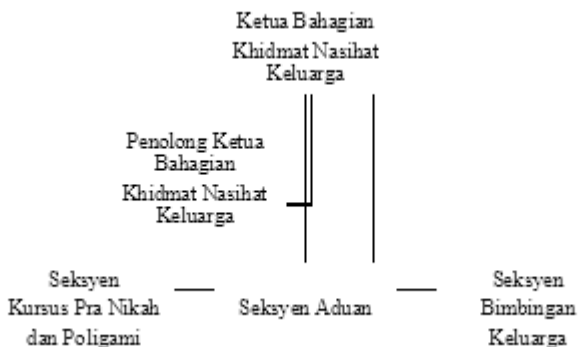 Ketua Bahagian
Khidmat Nasihat
Keluarga
Penolong Ketua
Bahagian
Khidmat Nasihat
Keluarga
Seksyen
Kursus Pra Nikah
dan Poligami
Seksyen Aduan
Seksyen
Bimbingan
Keluarga